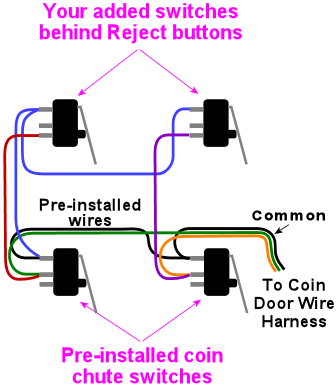 Your added switches
behind Reject buttons
Pre-installed
wires
Common
To Coin
Door Wire
Harness
Pre-installed coin
chute switches